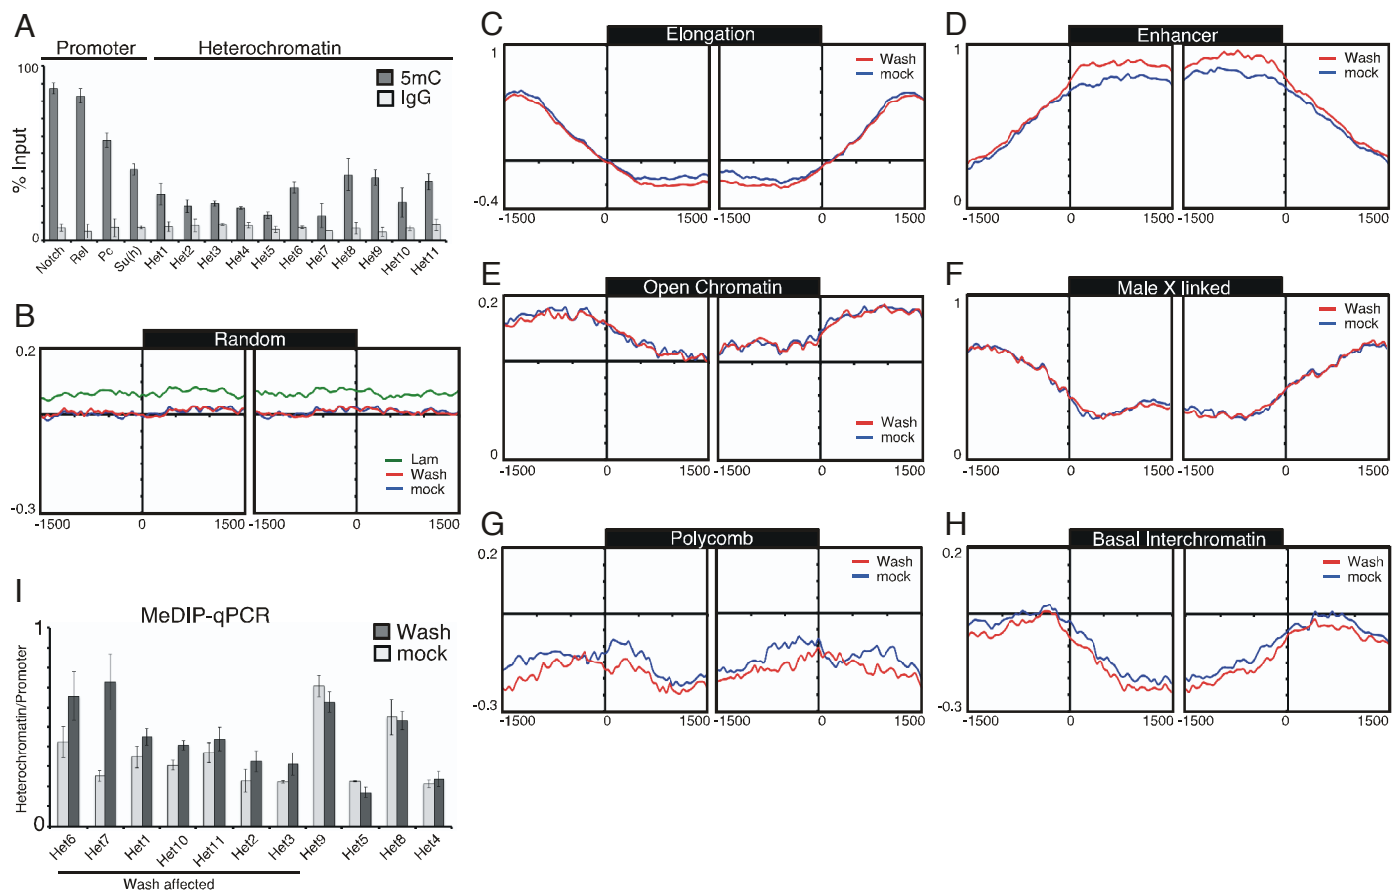 A
Promoter Heterochromatin
100
5mC
IgG
% Input
0
Notch Rel Pc Su(h) Het1 Het2 Het3 Het4 Het5 Het6 Het7 Het8 Het9 Het10 Het11
B
Random
0.2
Lam
Wash
mock
-0.3
-1500 0 1500 -1500 0 1500
C
Elongation
1
Wash
mock
-0.4
-1500 0 1500 -1500 0 1500
D
Enhancer
1
Wash
mock
0
-1500 0 1500 -1500 0 1500
E
Open Chromatin
0.2
Wash
mock
0
-1500 0 1500 -1500 0 1500
F
Male X linked
1
Wash
mock
0
-1500 0 1500 -1500 0 1500
G
Polycomb
0.2
Wash
mock
-0.3
-1500 0 1500 -1500 0 1500
H
Basal Interchromatin
0.2
Wash
mock
-0.3
-1500 0 1500 -1500 0 1500
I
MeDIP-qPCR
1
Wash
mock
Heterochromatin/Promoter
0
Het6 Het7 Het1 Het10 Het11 Het2 Het3 Het9 Het5 Het8 Het4
Wash affected